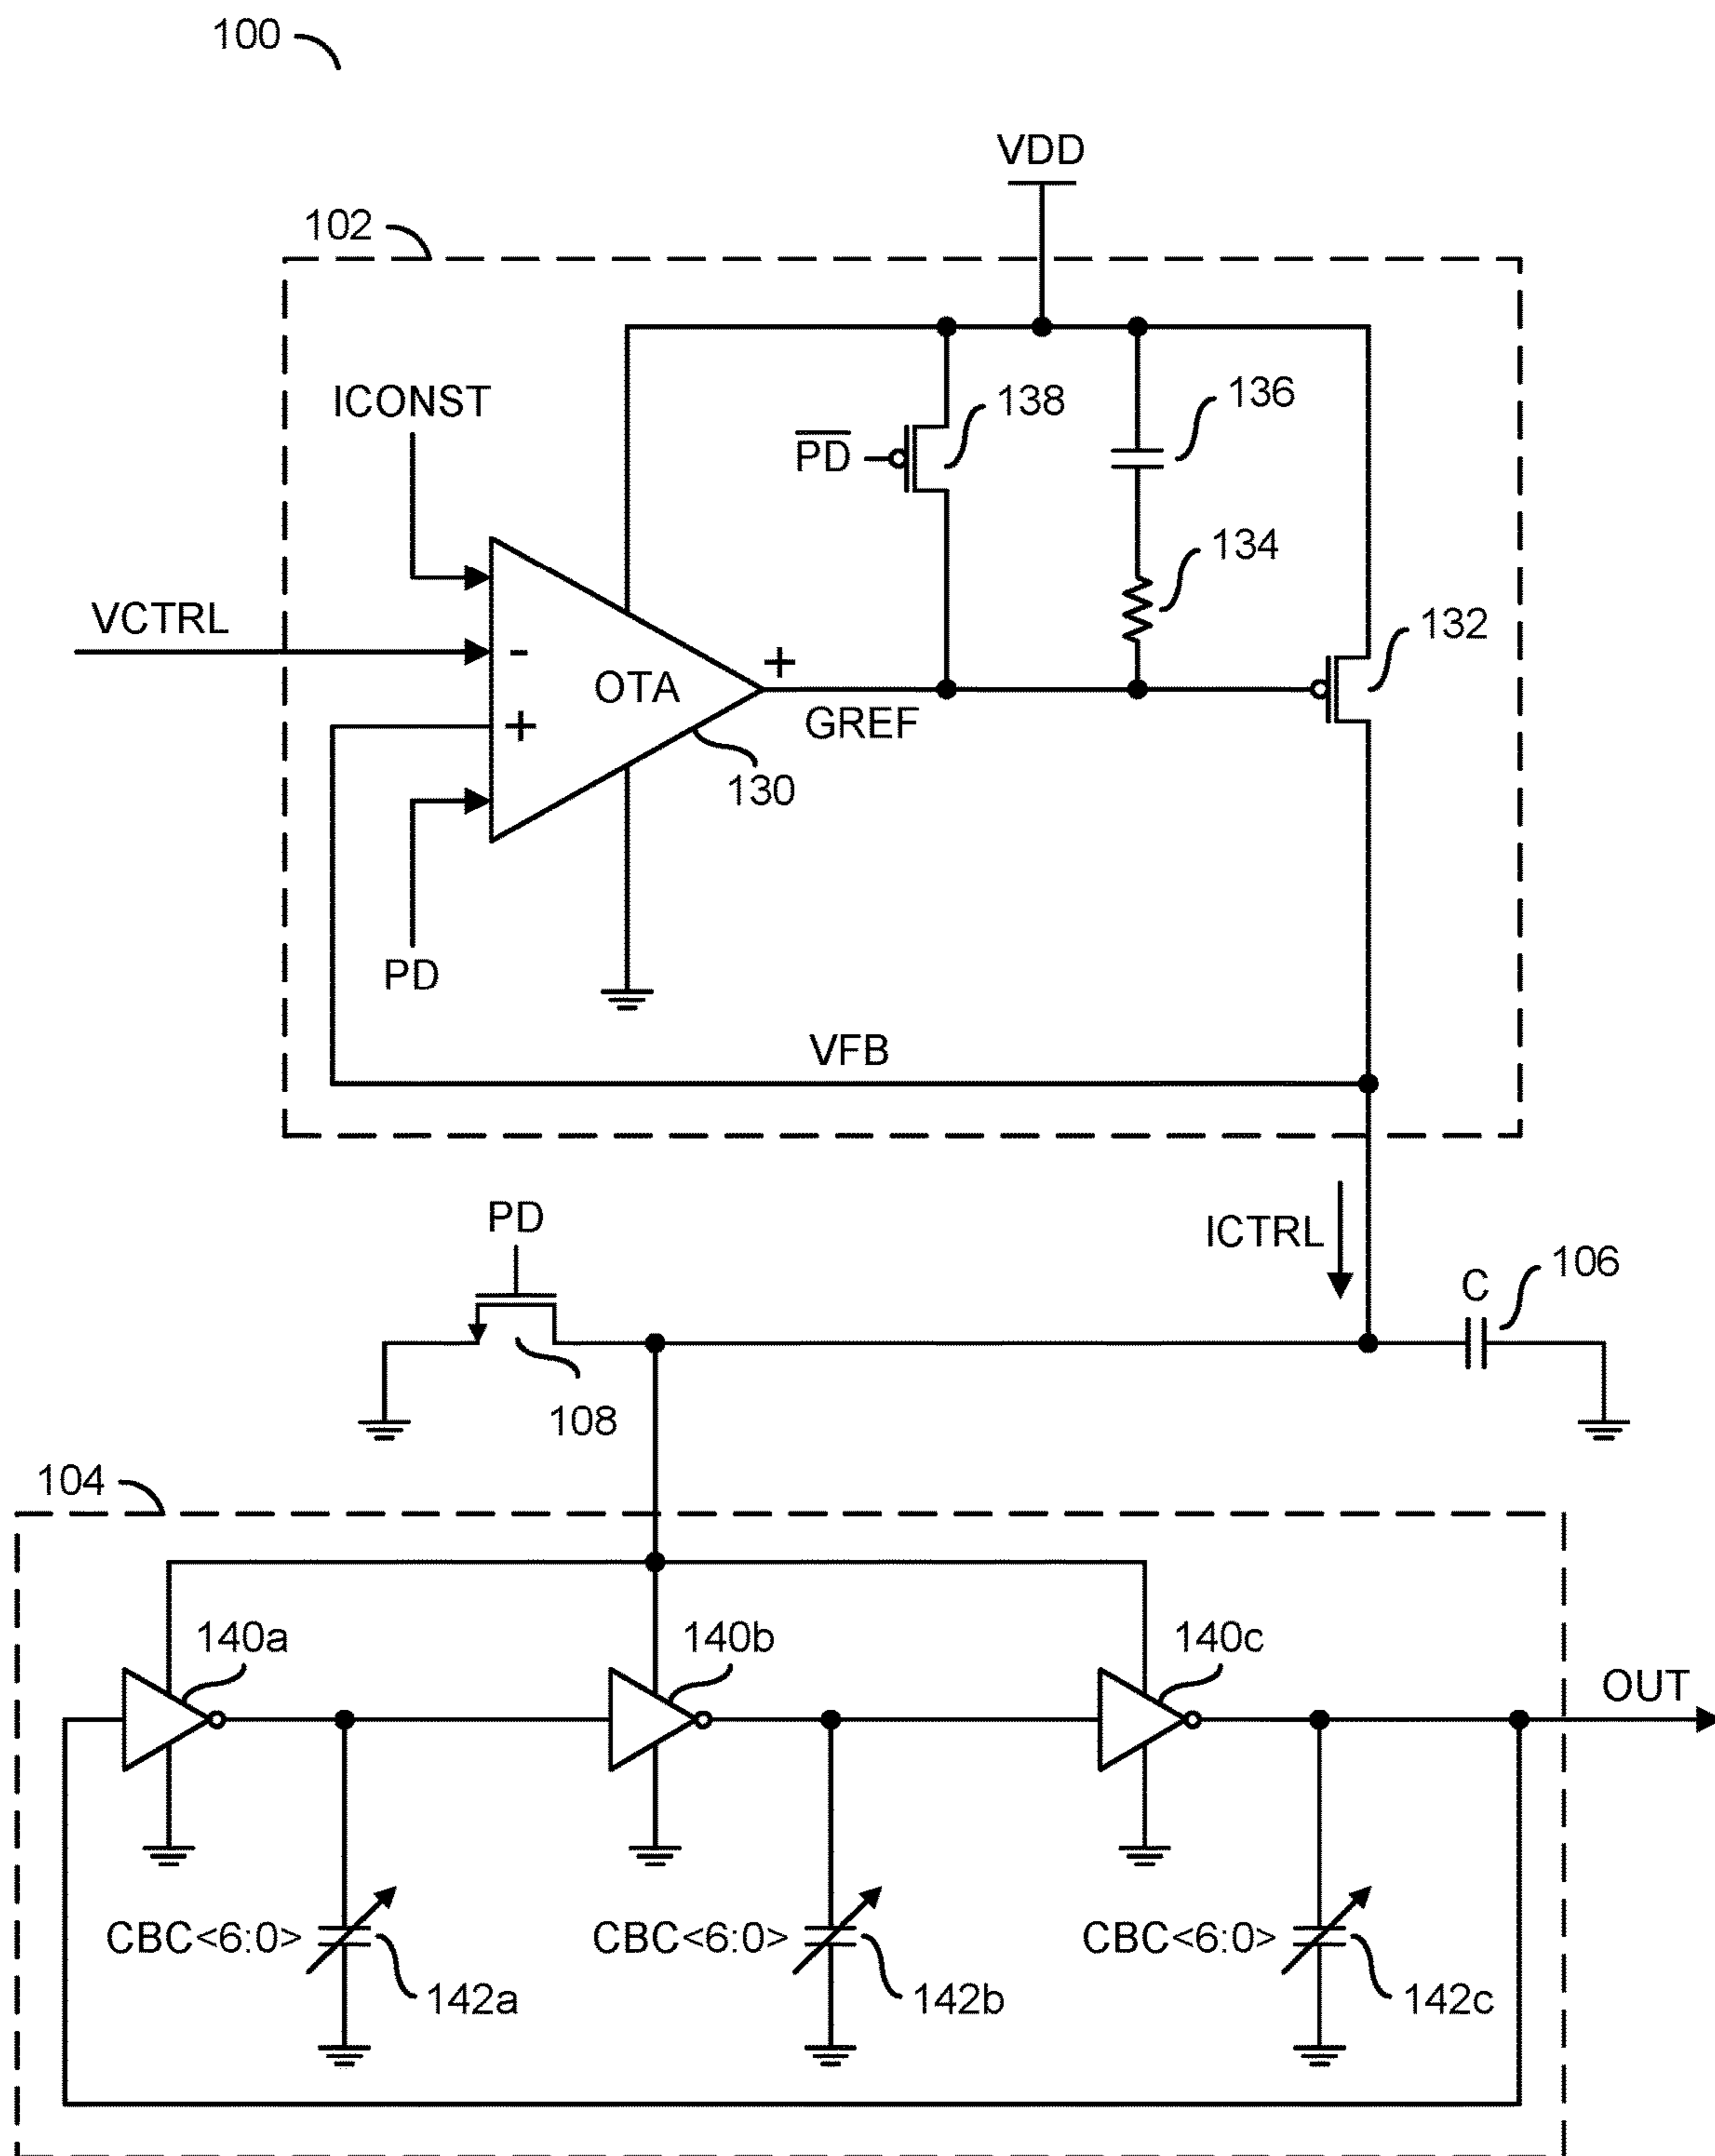 100
VDD
102
ICONST
138
136
PD
134
VCTRL
-
OTA
+
132
+
GREF
130
PD
VFB
PD
ICTRL
C
106
108
104
140a
140b
140c
OUT
CBC<6:0>
CBC<6:0>
CBC<6:0>
142a
142b
142c